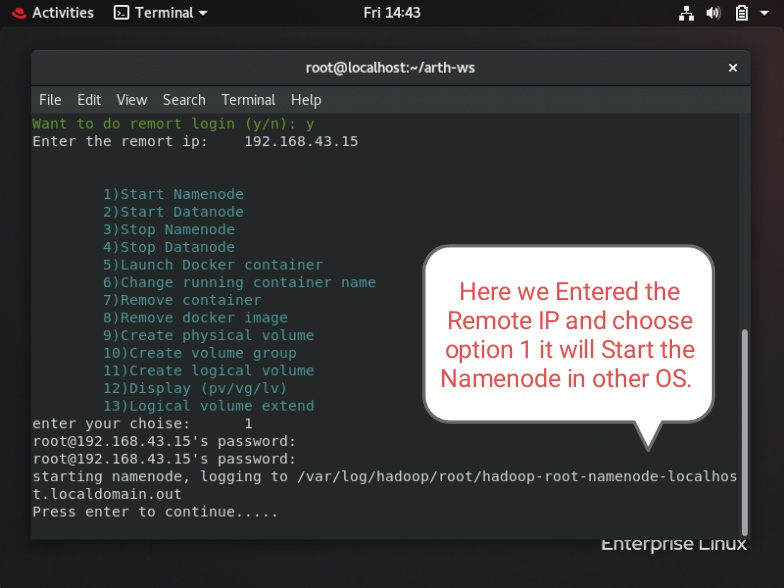 Activities Terminal Fri 14:43
root@localhost:~/arth-ws ×
File Edit View Search Terminal Help
Want to do remort login (y/n): y
Enter the remort ip: 192.168.43.15
1)Start Namenode
2)Start Datanode
3)Stop Namenode
4)Stop Datanode
5)Launch Docker container
6)Change running container name
7)Remove container
8)Remove docker image
9)Create physical volume
10)Create volume group
11)Create logical volume
12)Display (pv/vg/lv)
13)Logical volume extend
enter your choise: 1
root@192.168.43.15's password:
root@192.168.43.15's password:
starting namenode, logging to /var/log/hadoop/root/hadoop-root-namenode-localhos
t.localdomain.out
Press enter to continue.....
Here we Entered the
Remote IP and choose
option 1 it will Start the
Namenode in other OS.
Enterprise Linux